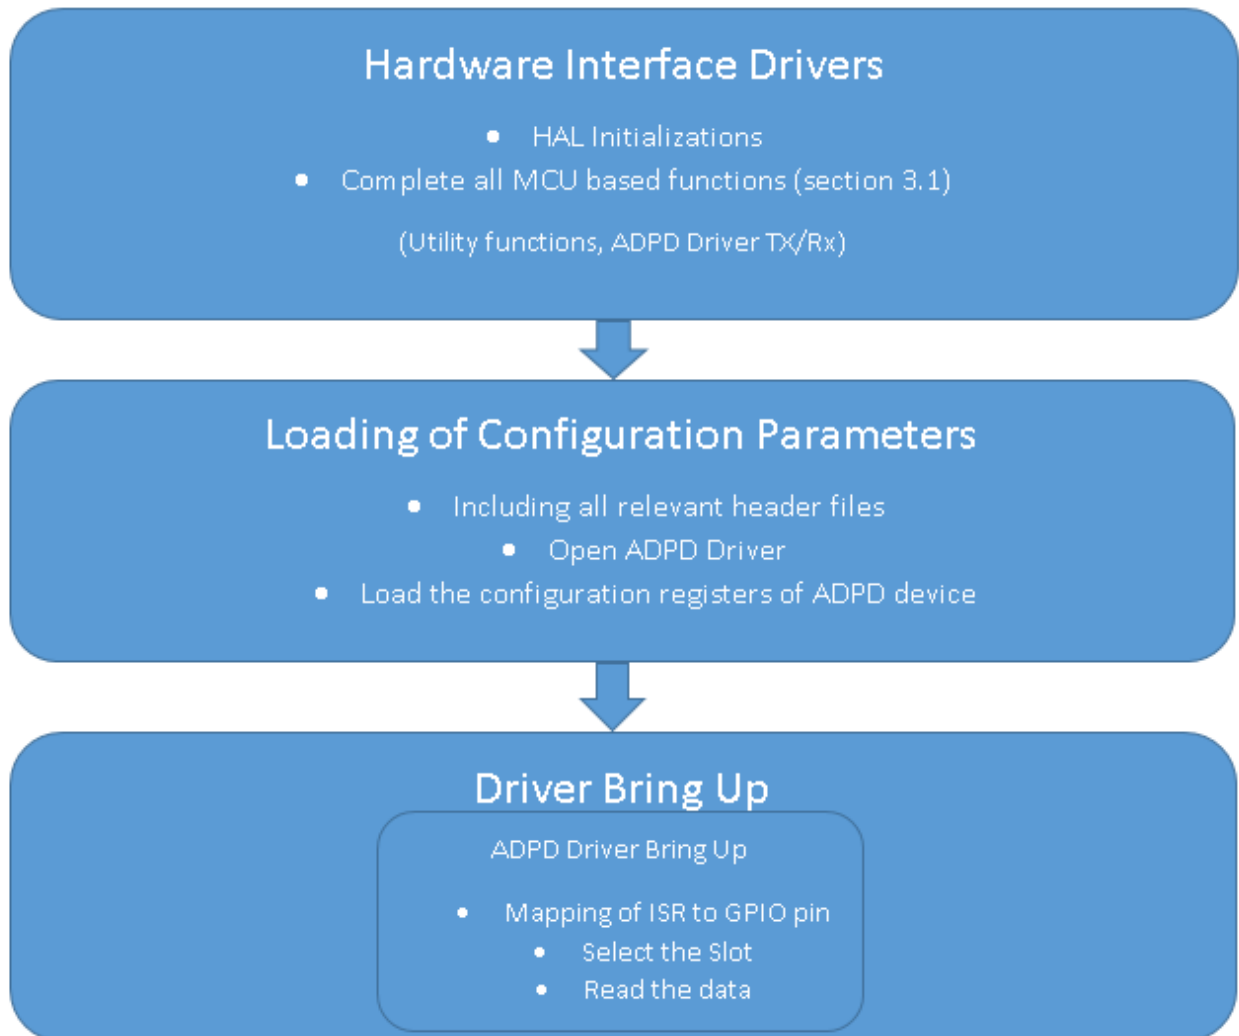 Hardware Interface Drivers
• HAL Initializations
• Complete all MCU based functions (section 3.1)
(Utility functions, ADPD Driver TX/Rx)
Loading of Configuration Parameters
• Including all relevant header files
• Open ADPD Driver
• Load the configuration registers of ADPD device
Driver Bring Up
ADPD Driver Bring Up
• Mapping of ISR to GPIO pin
• Select the Slot
• Read the data